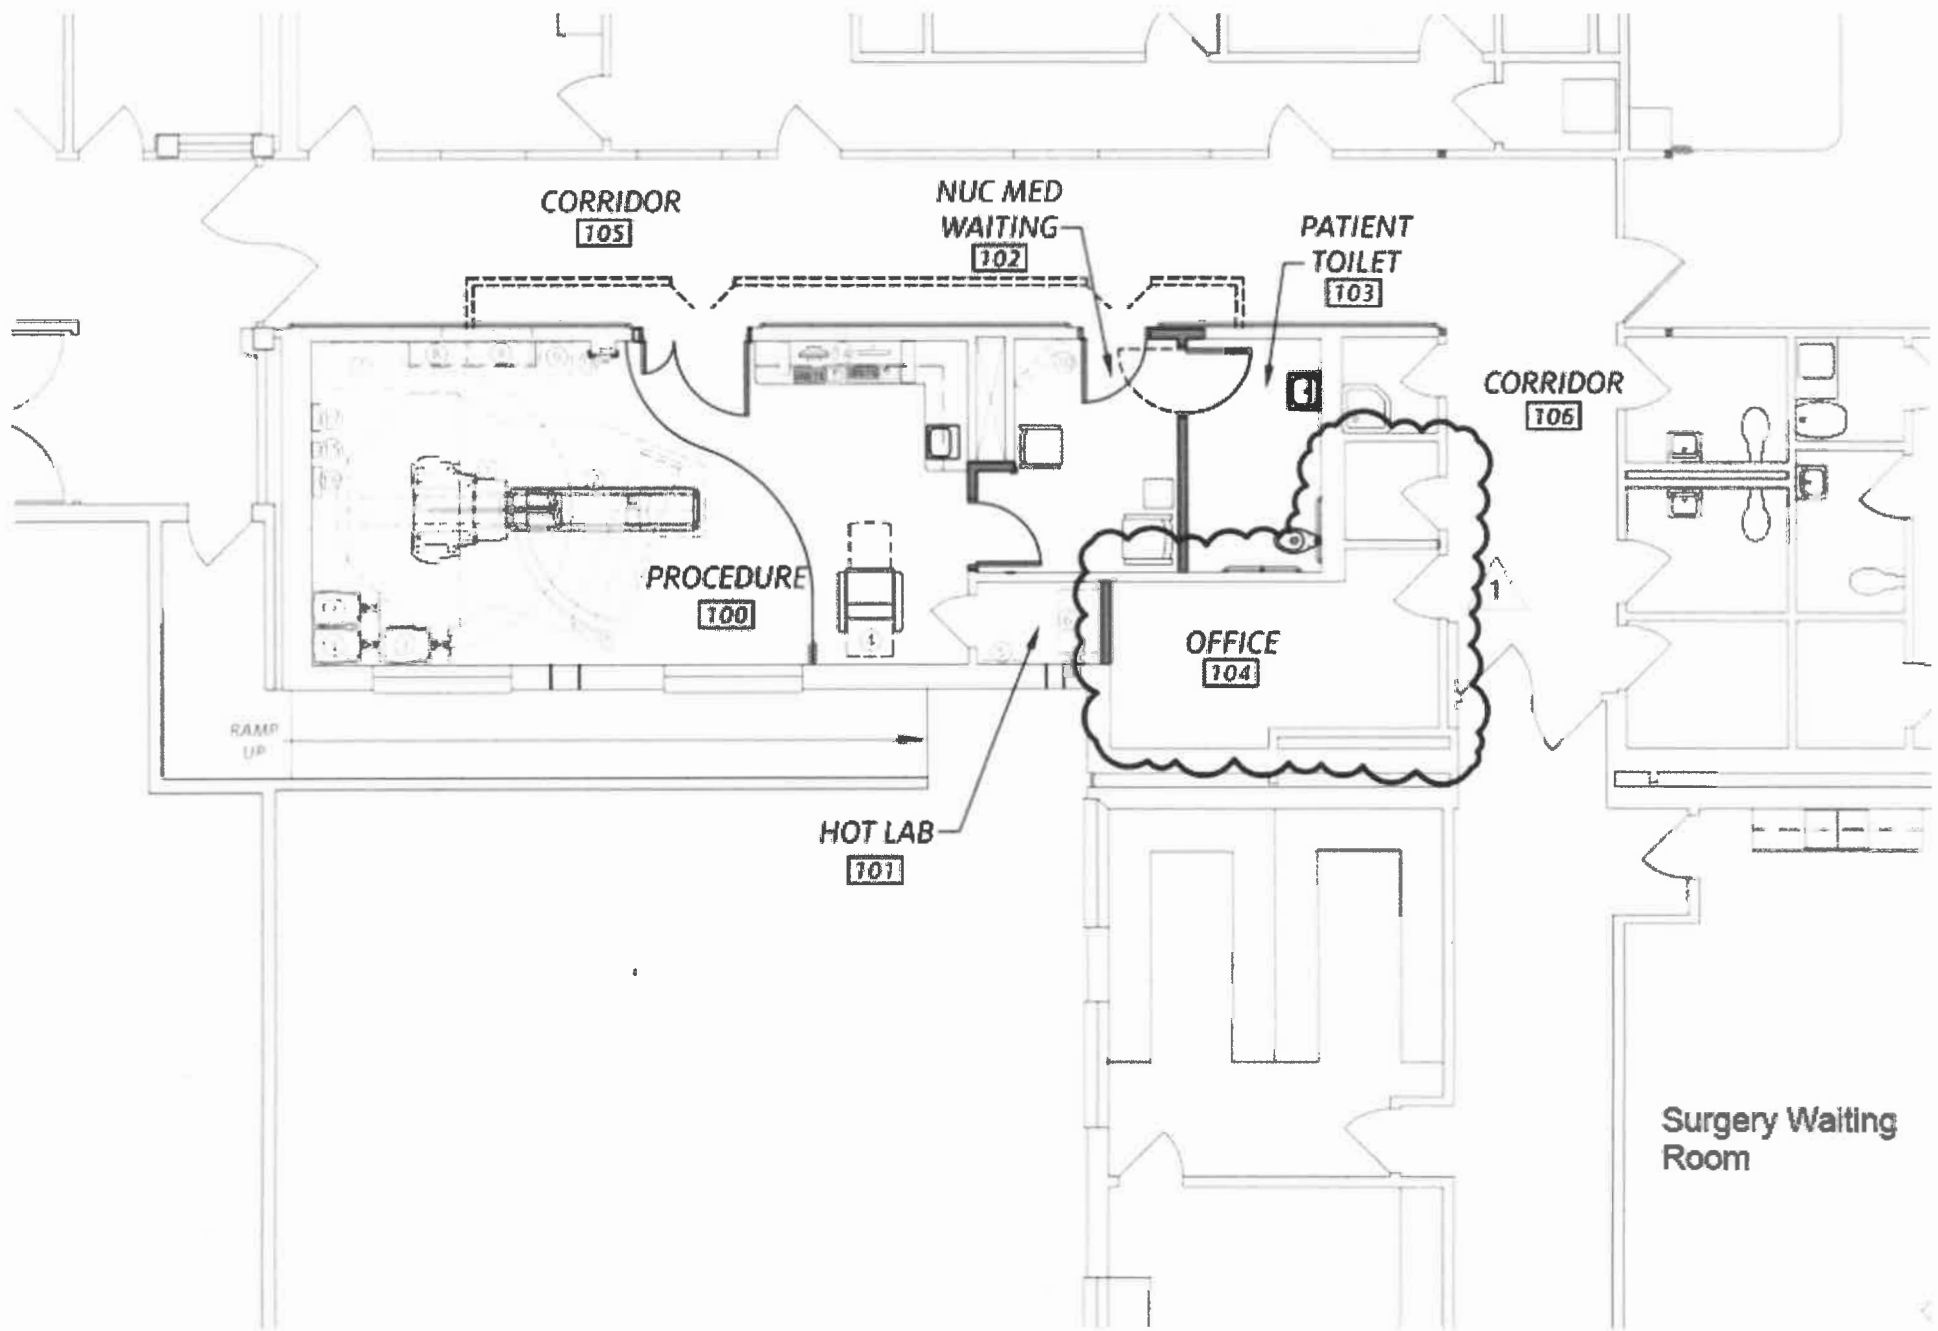 CORRIDOR
105
NUC MED
WAITING
102
PATIENT
TOILET
103
CORRIDOR
106
PROCEDURE
100
1
OFFICE
104
RAMP
UP
HOT LAB
101
Surgery Waiting
Room